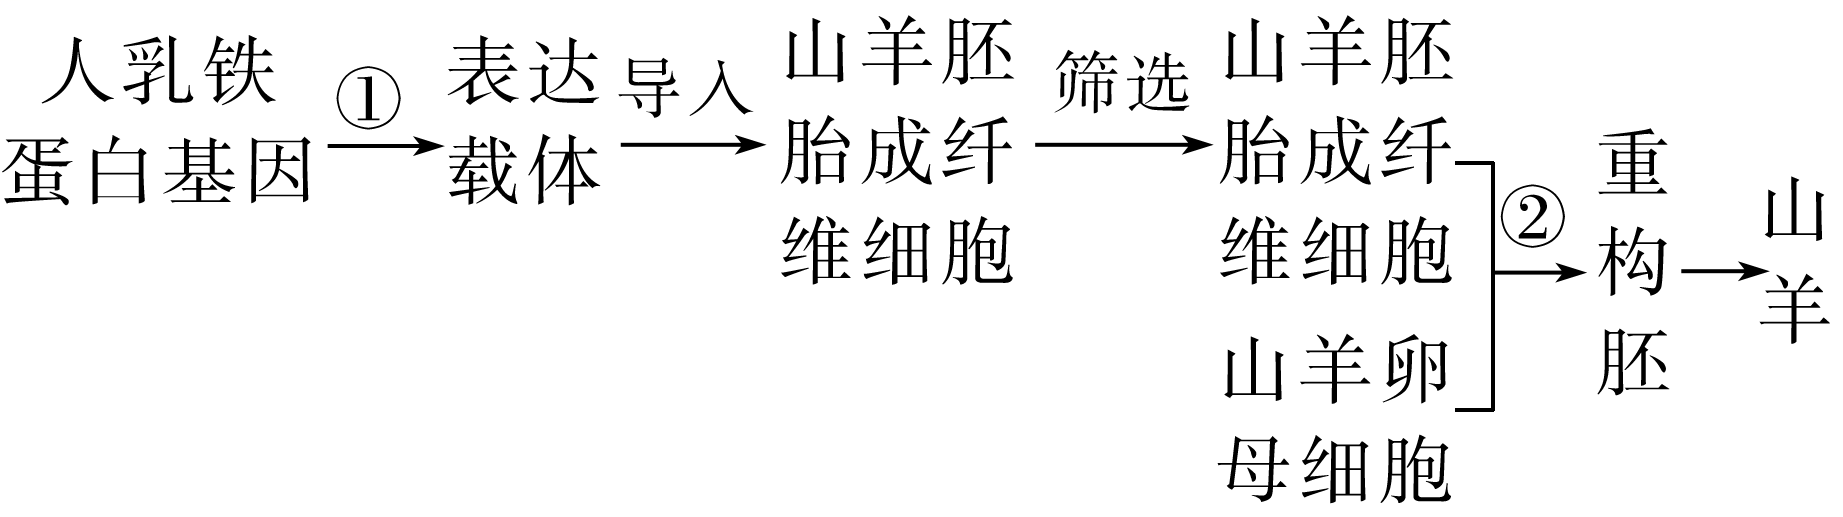 人乳铁
蛋白基因
①
表达
载体
导入
山羊胚
胎成纤
维细胞
筛选
山羊胚
胎成纤
维细胞
山羊卵
母细胞
②
重
构
胚
山
羊